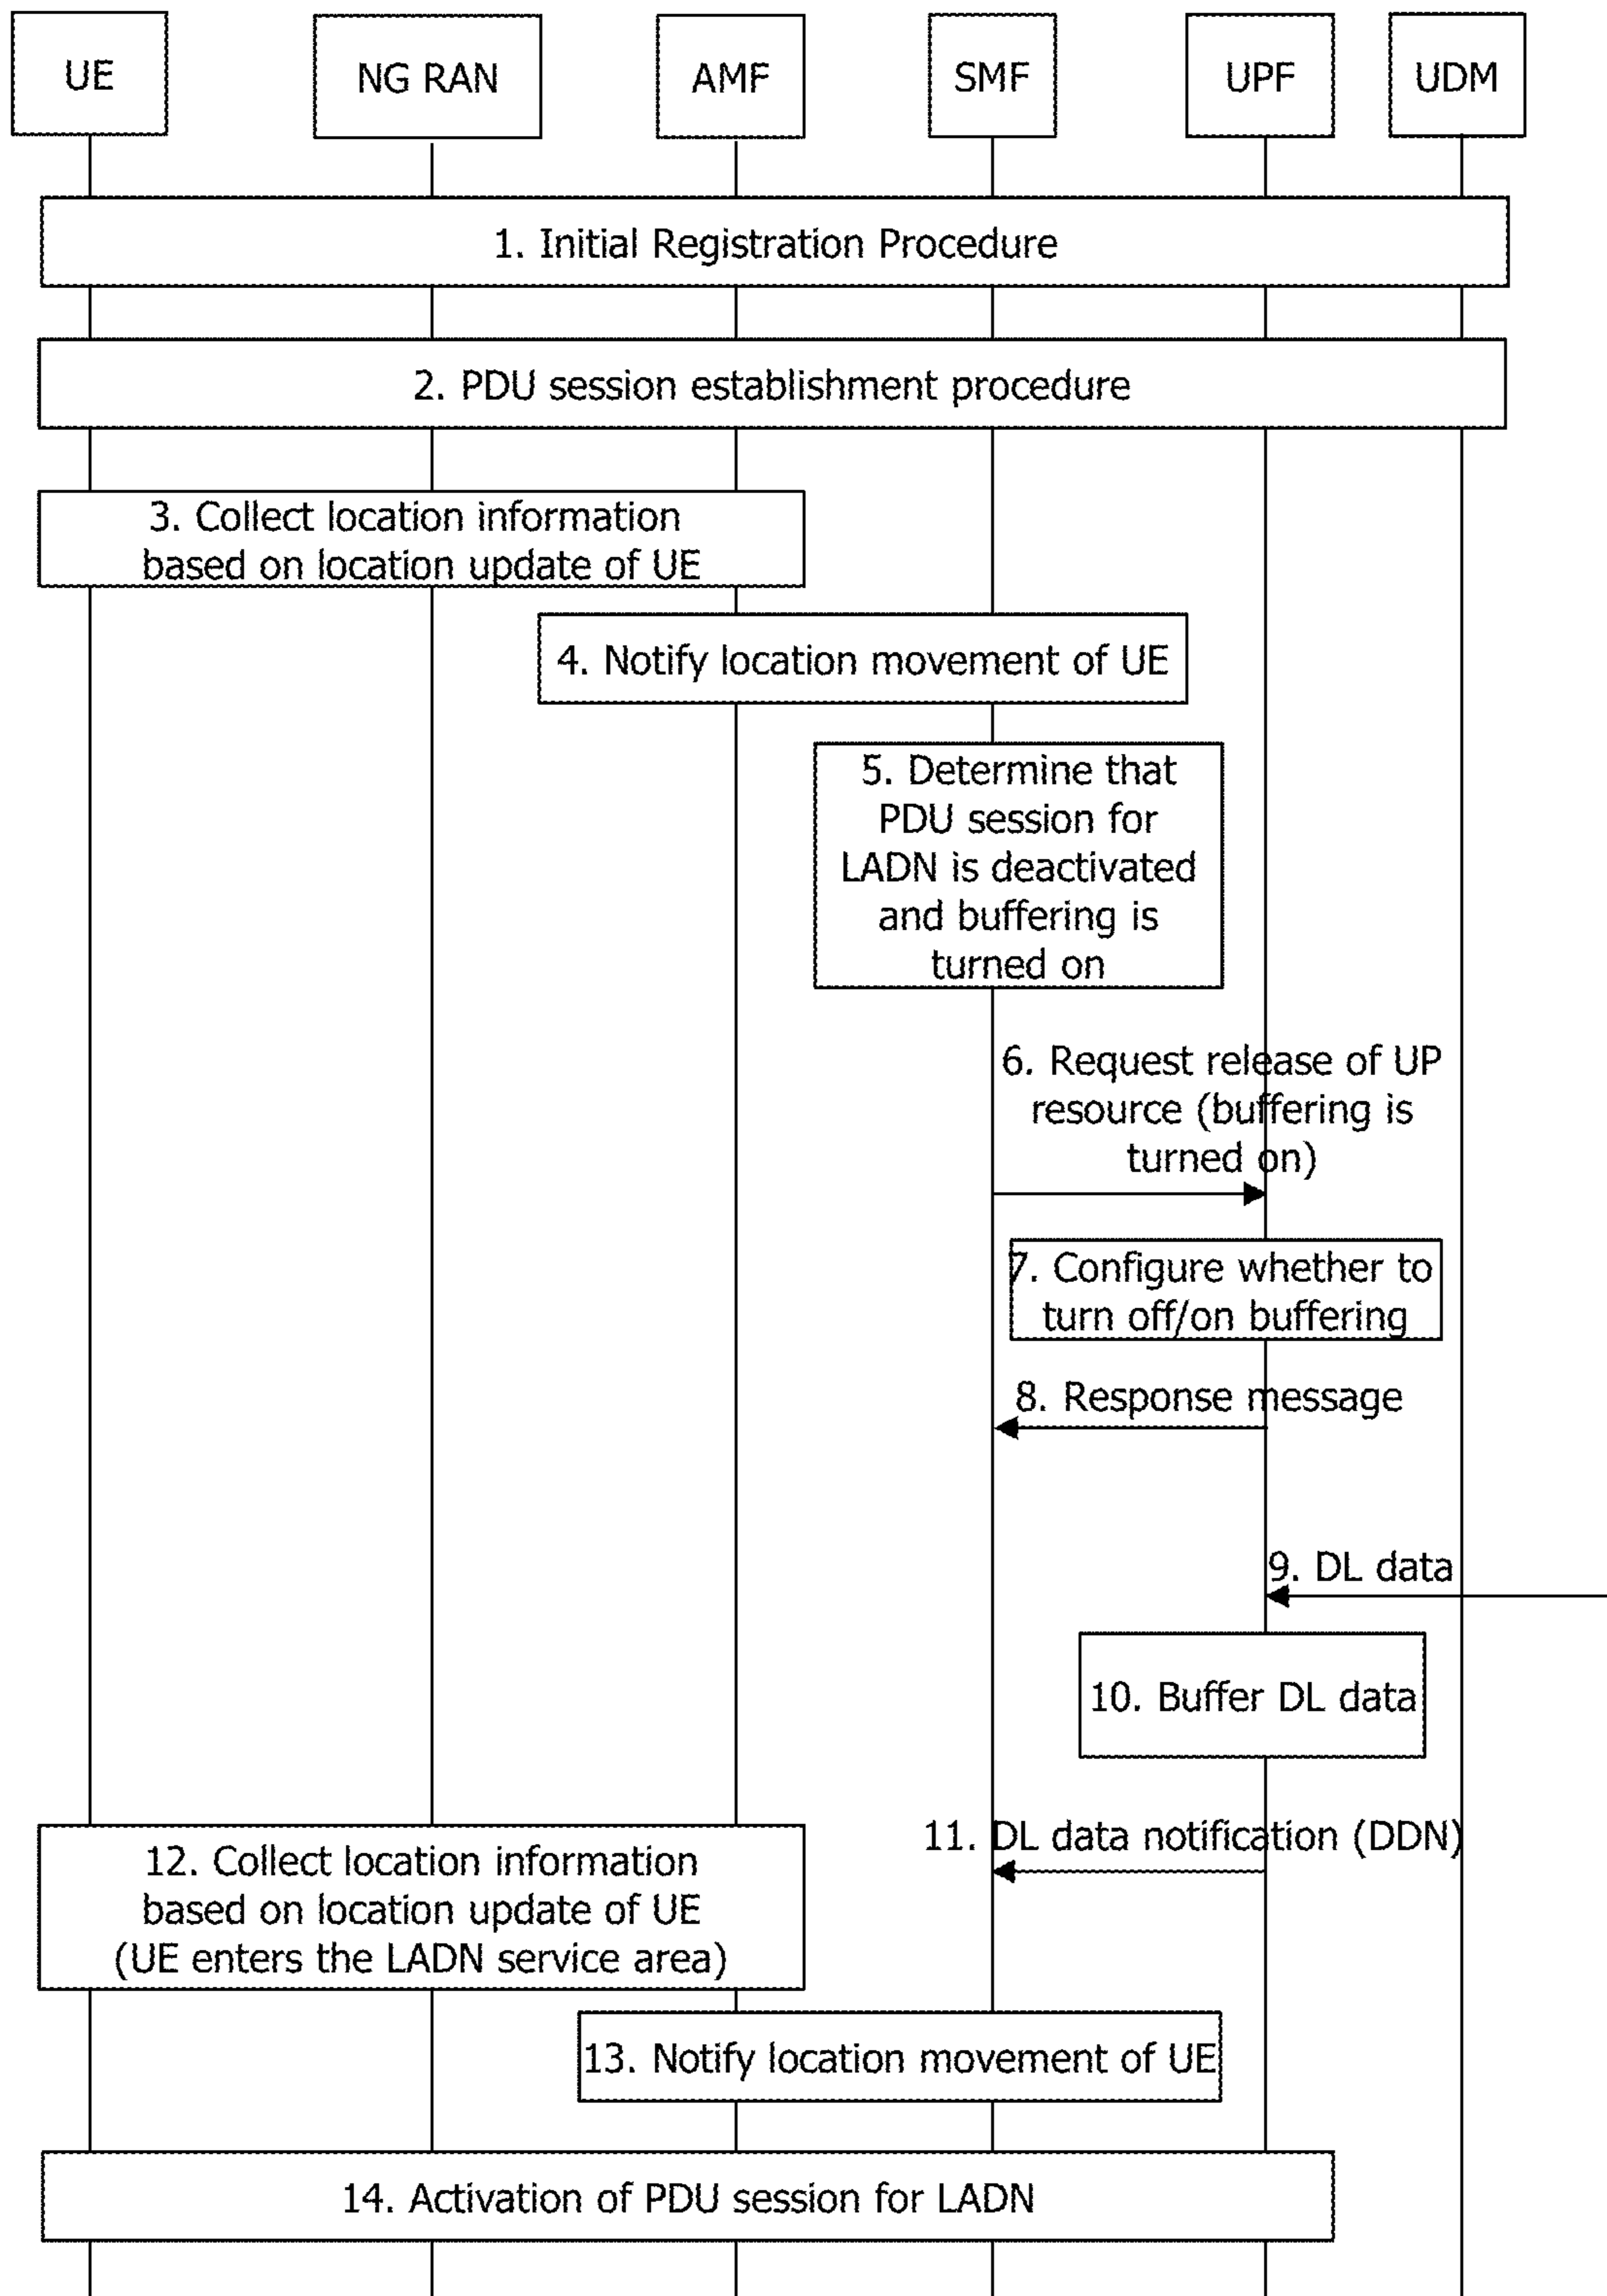 UE
NG RAN
AMF
SMF
UPF
UDM
1. Initial Registration Procedure
2. PDU session establishment procedure
3. Collect location information
based on location update of UE
4. Notify location movement of UE
5. Determine that
PDU session for
LADN is deactivated
and buffering is
turned on
6. Request release of UP
resource (buffering is
turned on)
7. Configure whether to
turn off/on buffering
8. Response message
9. DL data
10. Buffer DL data
11. DL data notification (DDN)
12. Collect location information
based on location update of UE
(UE enters the LADN service area)
13. Notify location movement of UE
14. Activation of PDU session for LADN